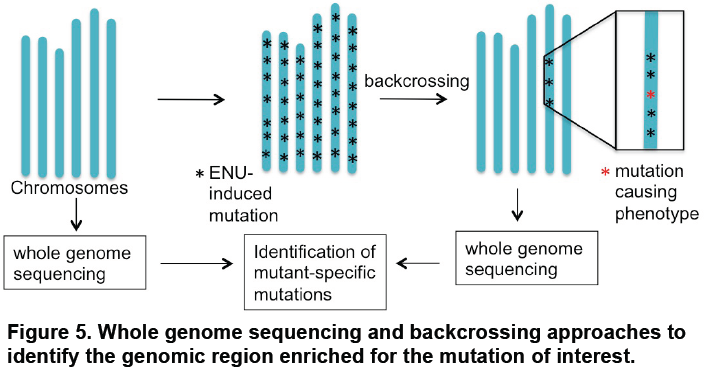 backcrossing
Chromosomes
* ENU-
induced
mutation
* mutation
causing
phenotype
whole genome
sequencing
Identification of
mutant-specific
mutations
whole genome
sequencing
Figure 5. Whole genome sequencing and backcrossing approaches to
identify the genomic region enriched for the mutation of interest.